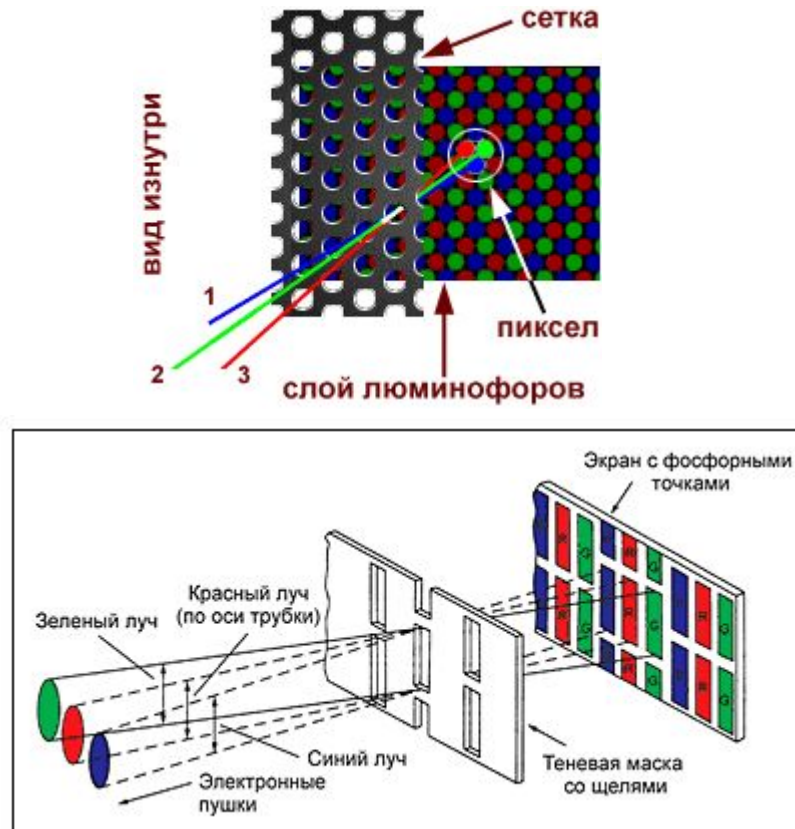 сетка
вид изнутри
1
2
3
пиксел
слой люминофоров
Экран с фосфорными
точками
Красный луч
(по оси трубки)
Зеленый луч
Синий луч
Электронные
пушки
Теневая маска
со щелями
R
G
R
G
R
G
R
G
R
G
R
G
R
G